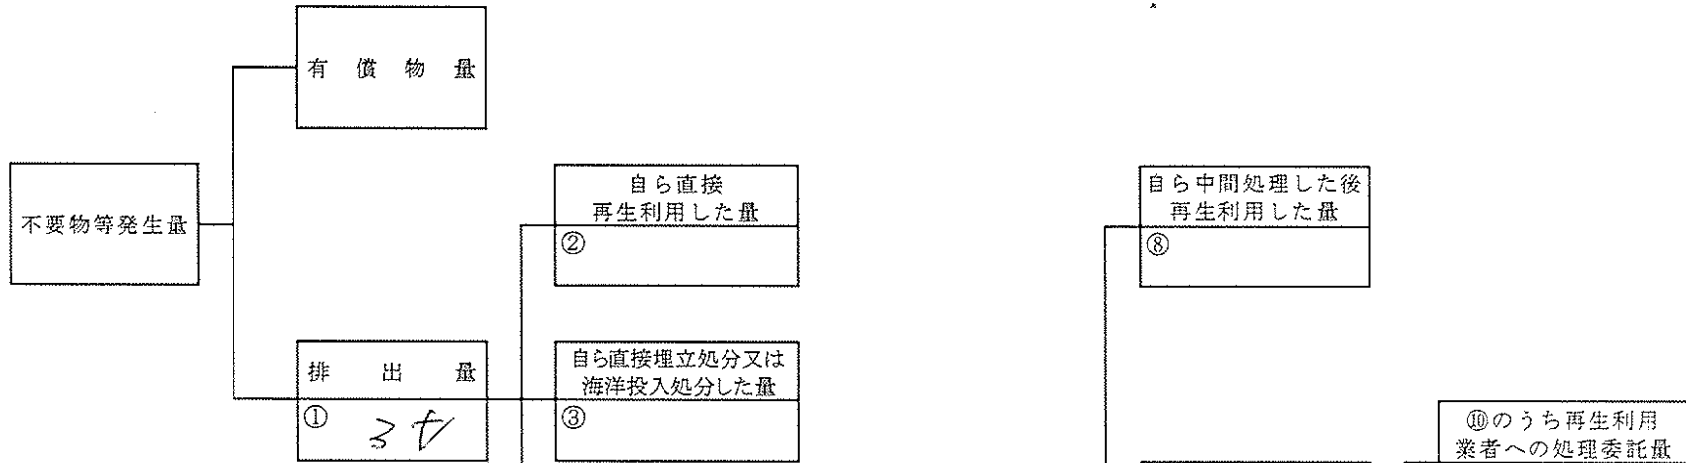 有償物量
不要物等発生量
自ら直接
再生利用した量
②
自ら中間処理した後
再生利用した量
⑧
排出量
①
自ら直接埋立処分又は
海洋投入処分した量
③
⑩のうち再生利用
業者への処理委託量